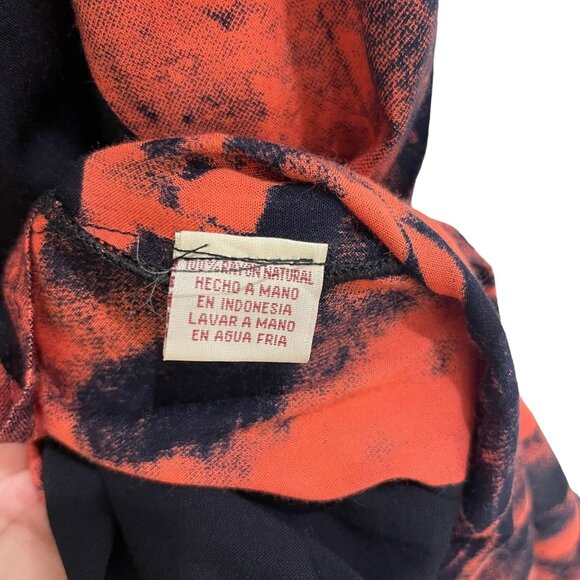 100% RAYON NATURAL
HECHO A MANO
EN INDONESIA
LAVAR A MANO
EN AGUA FRIA